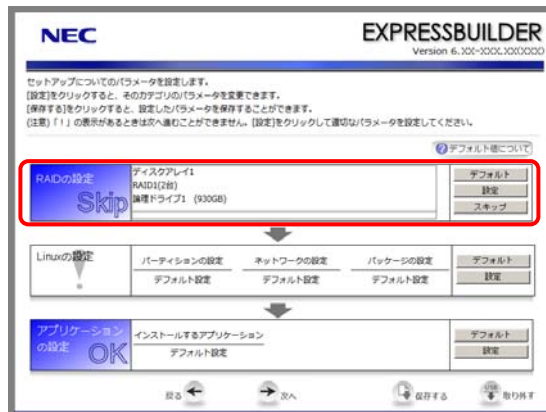 NEC
EXPRESSBUILDER
Version 6.XX-XXX.XX(XXXX)
セットアップについてのパラメータを設定します。
[設定]をクリックすると、そのカテゴリのパラメータを変更できます。
[保存する]をクリックすると、設定したパラメータを保存することができます。
(注意)「！」の表示があるときは次へ進むことができません。[設定]をクリックして適切なパラメータを設定してください。
デフォルト値について
RAIDの設定
Skip
ディスクアレイ1
RAID1(2台)
論理ドライブ1 (930GB)
デフォルト
設定
スキップ
Linuxの設定
!
パーティションの設定 ネットワークの設定 パッケージの設定
デフォルト設定 デフォルト設定 デフォルト設定
デフォルト
設定
アプリケーション
の設定
OK
インストールするアプリケーション
デフォルト設定
デフォルト
設定
戻る 次へ 保存する USB 取り外す